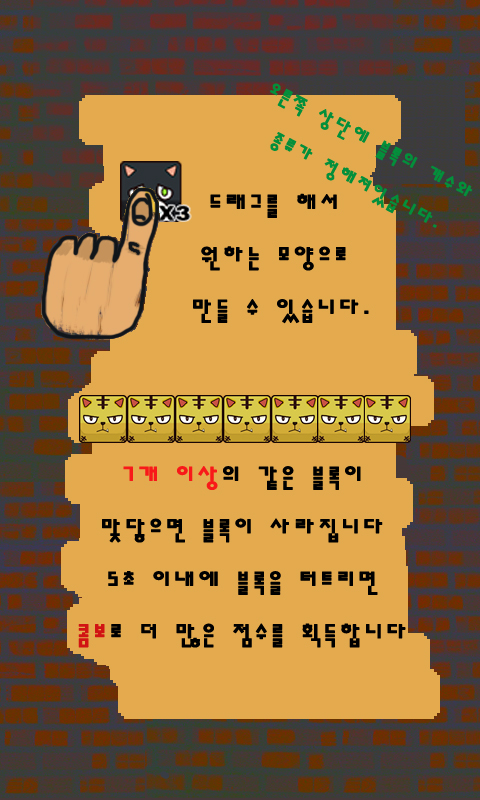 오른쪽 상단에 블록의 개수와
종류가 정해져있습니다.
X3
드래그를 해서
원하는 모양으로
만들 수 있습니다.
7개 이상의 같은 블록이
맞닿으면 블록이 사라집니다
5초 이내에 블록을 터트리면
콤보로 더 많은 점수를 획득합니다